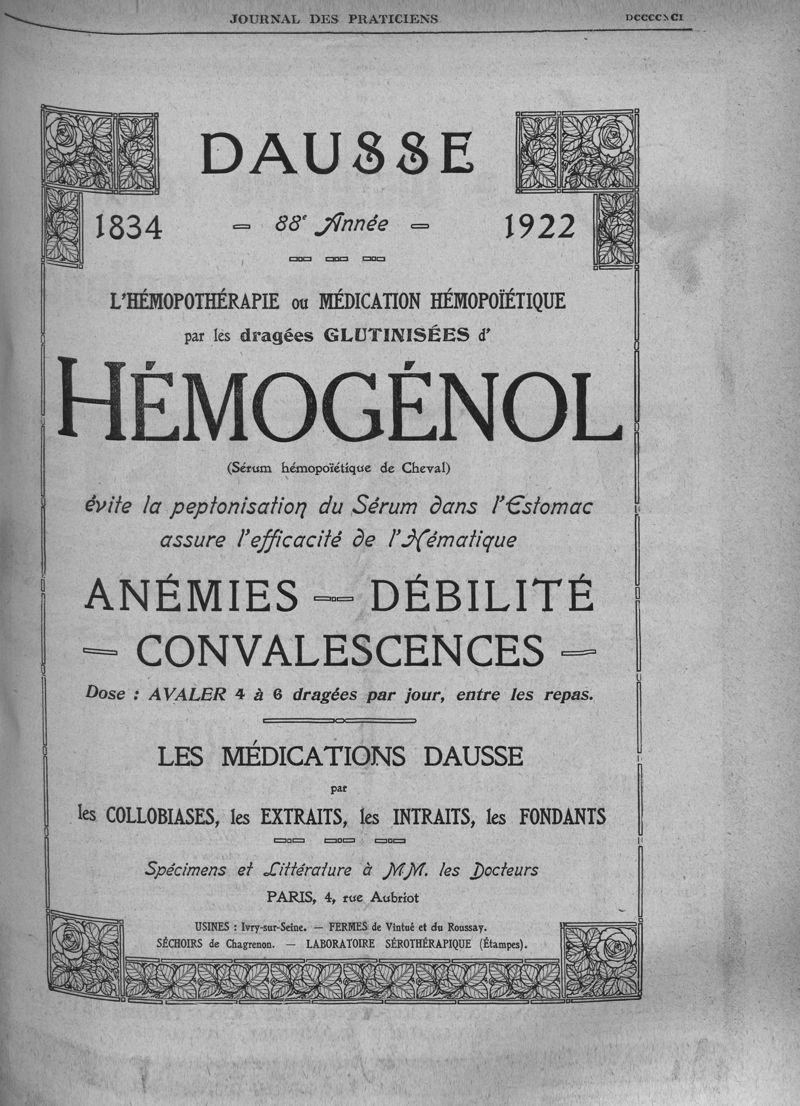 JOURNAL DES PRATICIENS
DAUSSE
1834 — 88e Année — 1922
L'HÉMOPOTHÉRAPIE ou MÉDICATION HÉMOPOÏÉTIQUE
par les dragées GLUTINISÉES d'
HÉMOGÉNOL
(Sérum hémopoïétique de Cheval)
évite la peptonisation du Sérum dans l'Estomac
assure l'efficacité de l'Hématique
ANÉMIES — DÉBILITÉ
— CONVALESCENCES —
Dose : AVALER 4 à 6 dragées par jour, entre les repas.
LES MÉDICATIONS DAUSSE
par
les COLLOBIASES, les EXTRAITS, les INTRAITS, les FONDANTS
Spécimens et Littérature à MM. les Docteurs
PARIS, 4, rue Aubriot
USINES : Ivry-sur-Seine. — FERMES de Vintué et du Roussay.
SÉCHOIRS de Chagrenon. — LABORATOIRE SÉROTHÉRAPIQUE (Étampes).